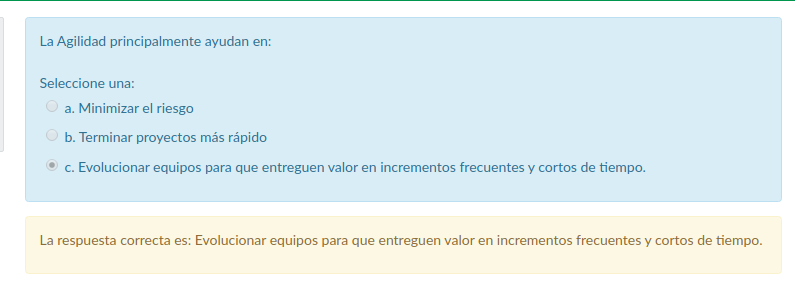 La Agilidad principalmente ayudan en:
Seleccione una:
a. Minimizar el riesgo
b. Terminar proyectos más rápido
c. Evolucionar equipos para que entreguen valor en incrementos frecuentes y cortos de tiempo.
La respuesta correcta es: Evolucionar equipos para que entreguen valor en incrementos frecuentes y cortos de tiempo.